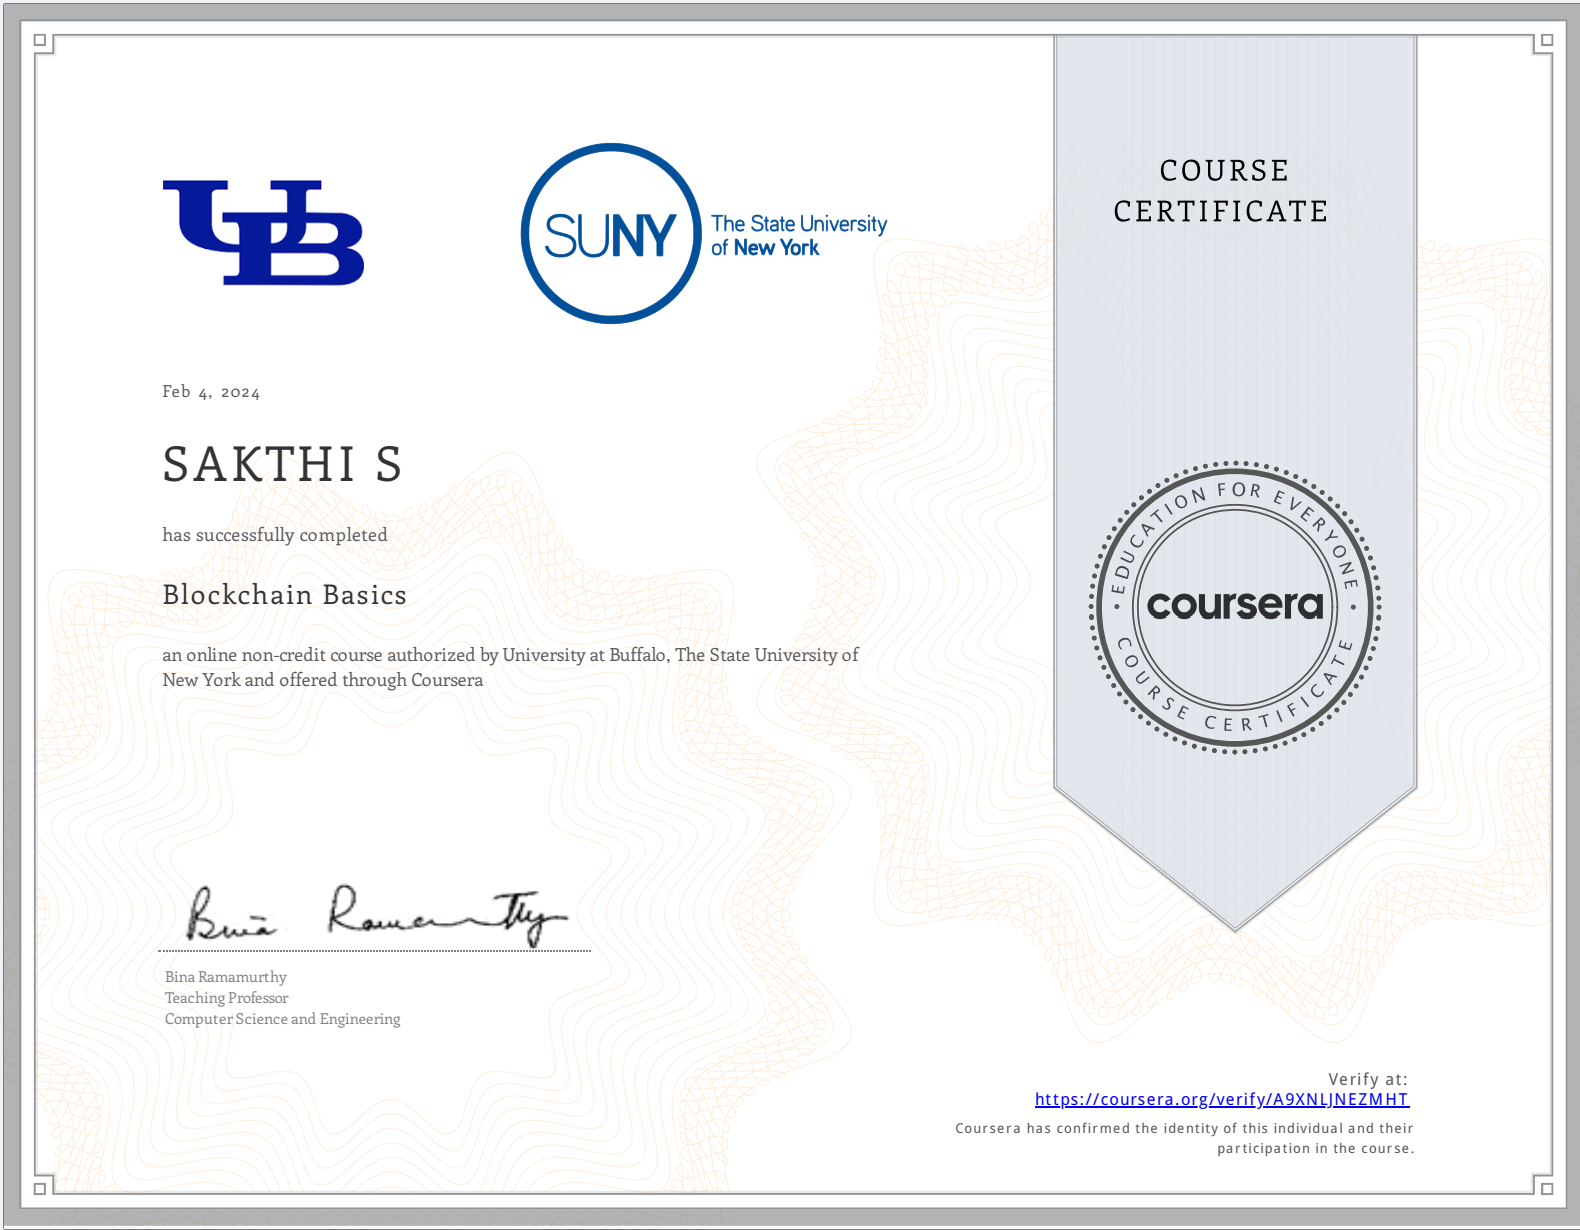 UB
SUNY
The State University
of New York
COURSE
CERTIFICATE
Feb 4, 2024
SAKTHI S
has successfully completed
Blockchain Basics
an online non-credit course authorized by University at Buffalo, The State University of
New York and offered through Coursera
EDUCATION FOR EVERYONE
coursera
COURSE CERTIFICATE
Bina Ramamurthy
Bina Ramamurthy
Teaching Professor
Computer Science and Engineering
Verify at:
https://coursera.org/verify/A9XNLJNEZMHT
Coursera has confirmed the identity of this individual and their
participation in the course.